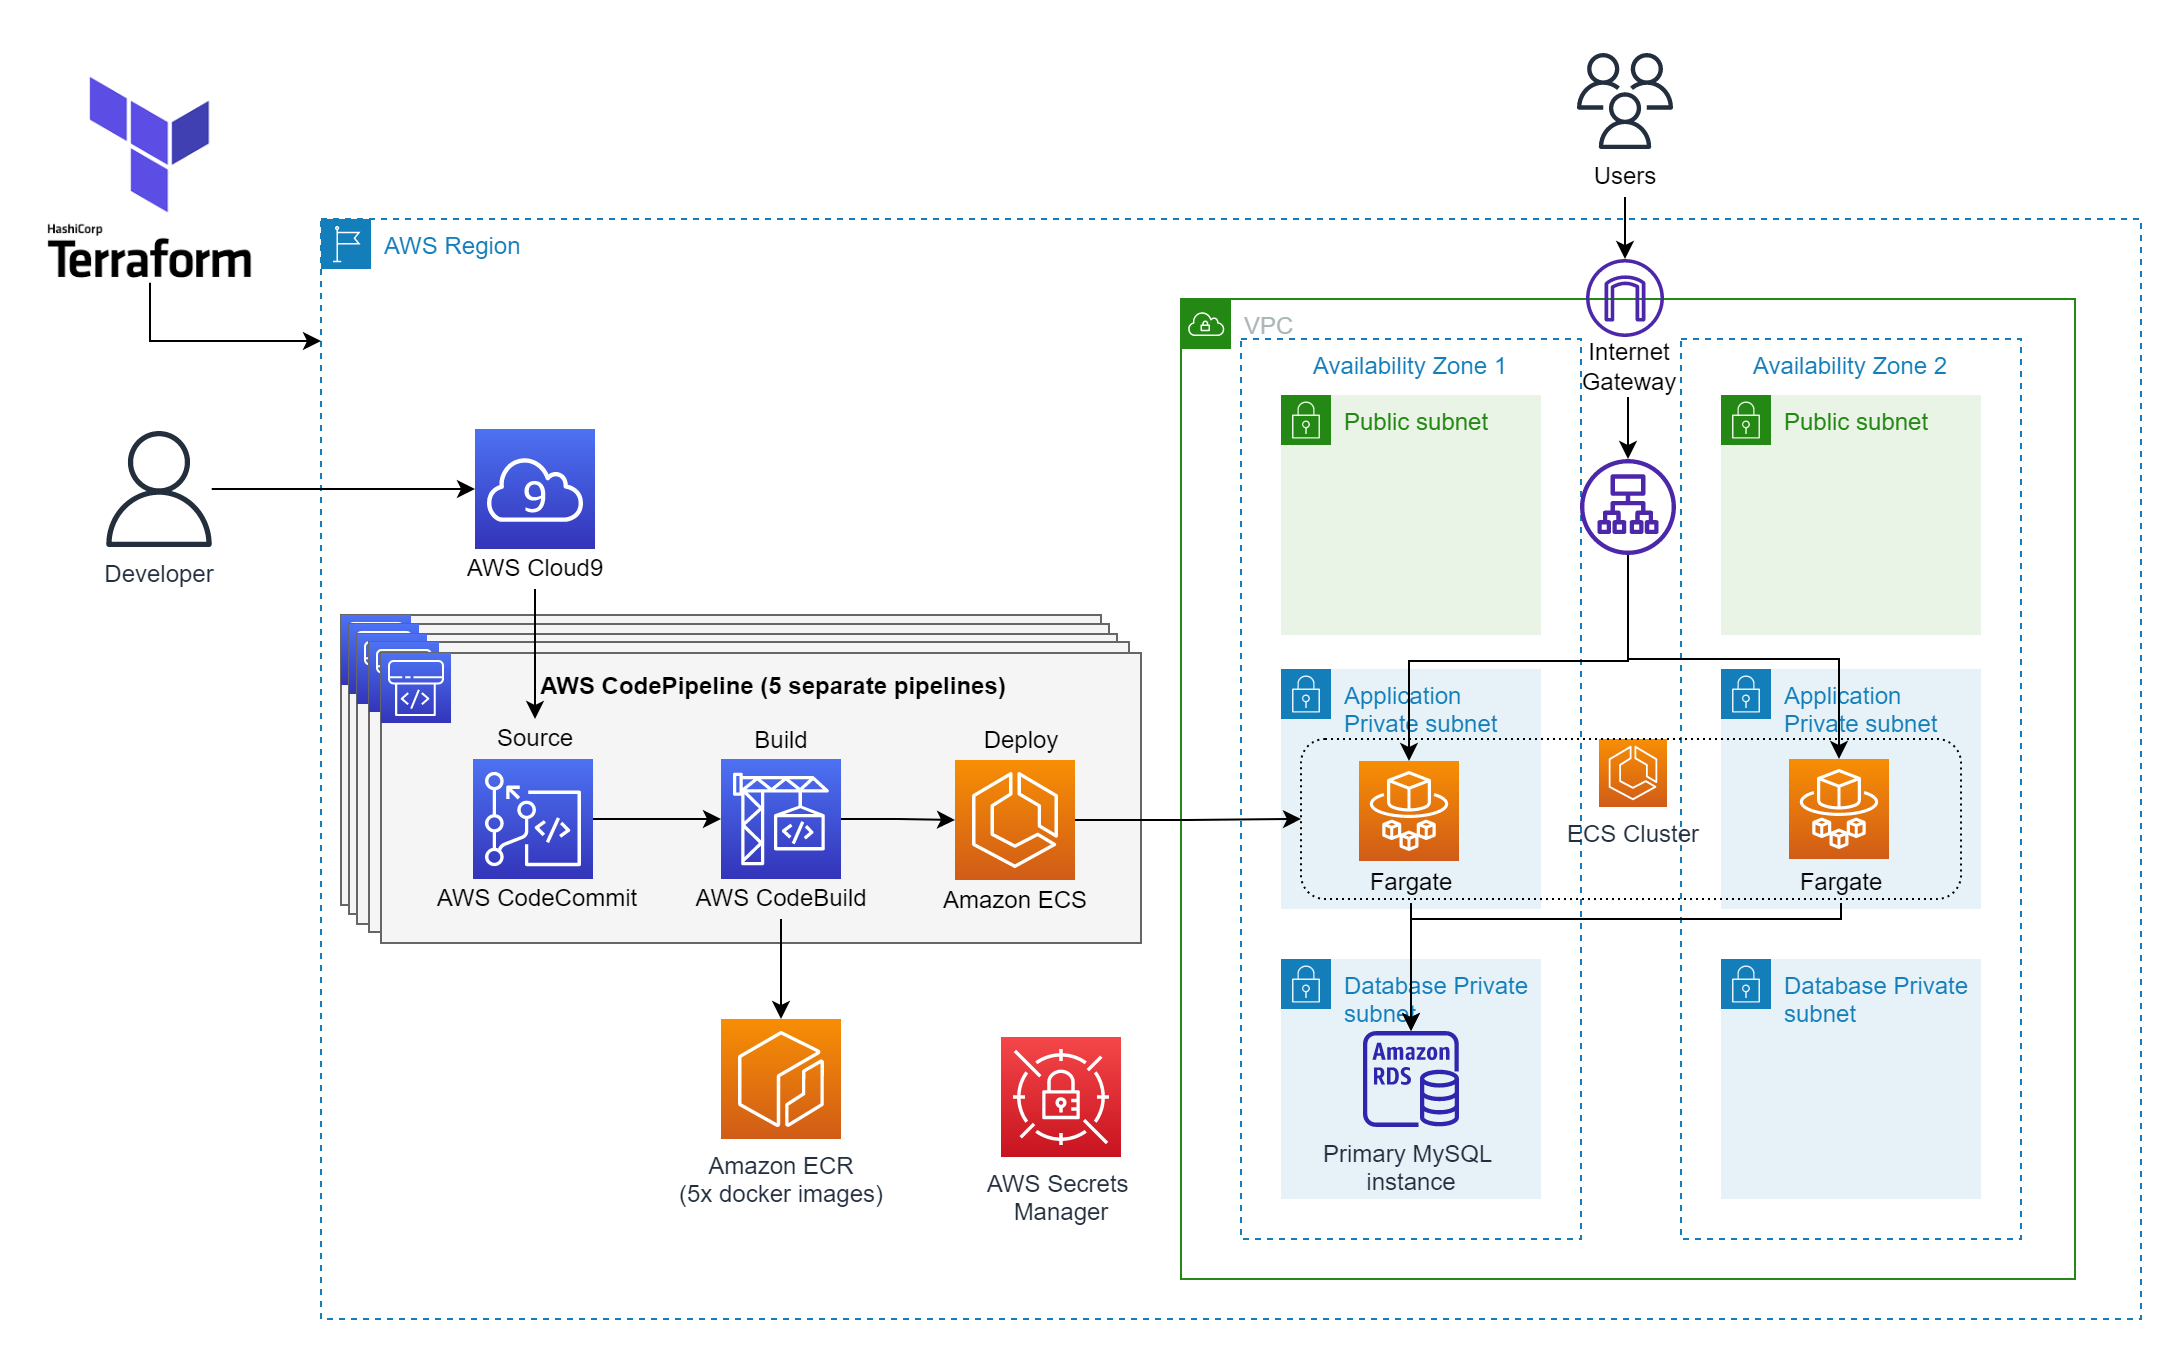 Users
HashiCorp
Terraform
AWS Region
VPC
Availability Zone 1
Internet
Gateway
Availability Zone 2
Public subnet
Public subnet
Developer
9
AWS Cloud9
AWS CodePipeline (5 separate pipelines)
Source
Build
Deploy
AWS CodeCommit
AWS CodeBuild
Amazon ECS
Application
Private subnet
Application
Private subnet
ECS Cluster
Fargate
Fargate
Database Private
subnet
Database Private
subnet
Amazon
RDS
Primary MySQL
instance
Amazon ECR
(5x docker images)
AWS Secrets
Manager